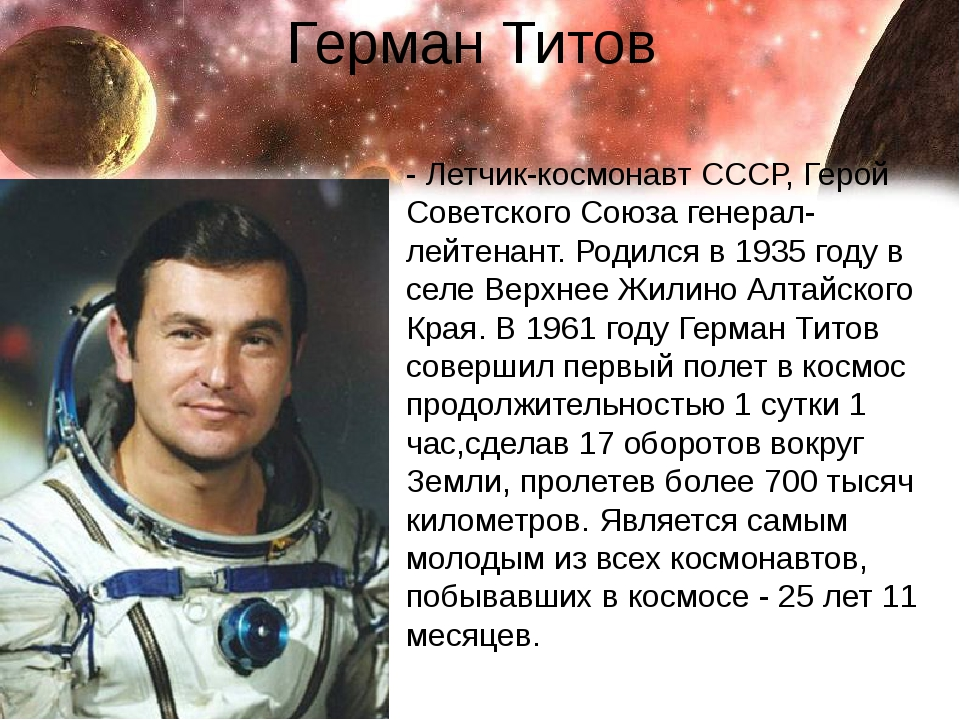 Герман Титов
- Летчик-космонавт СССР, Герой
Советского Союза генерал-
лейтенант. Родился в 1935 году в
селе Верхнее Жилино Алтайского
Края. В 1961 году Герман Титов
совершил первый полет в космос
продолжительностью 1 сутки 1
час,сделав 17 оборотов вокруг
Земли, пролетев более 700 тысяч
километров. Является самым
молодым из всех космонавтов,
побывавших в космосе - 25 лет 11
месяцев.